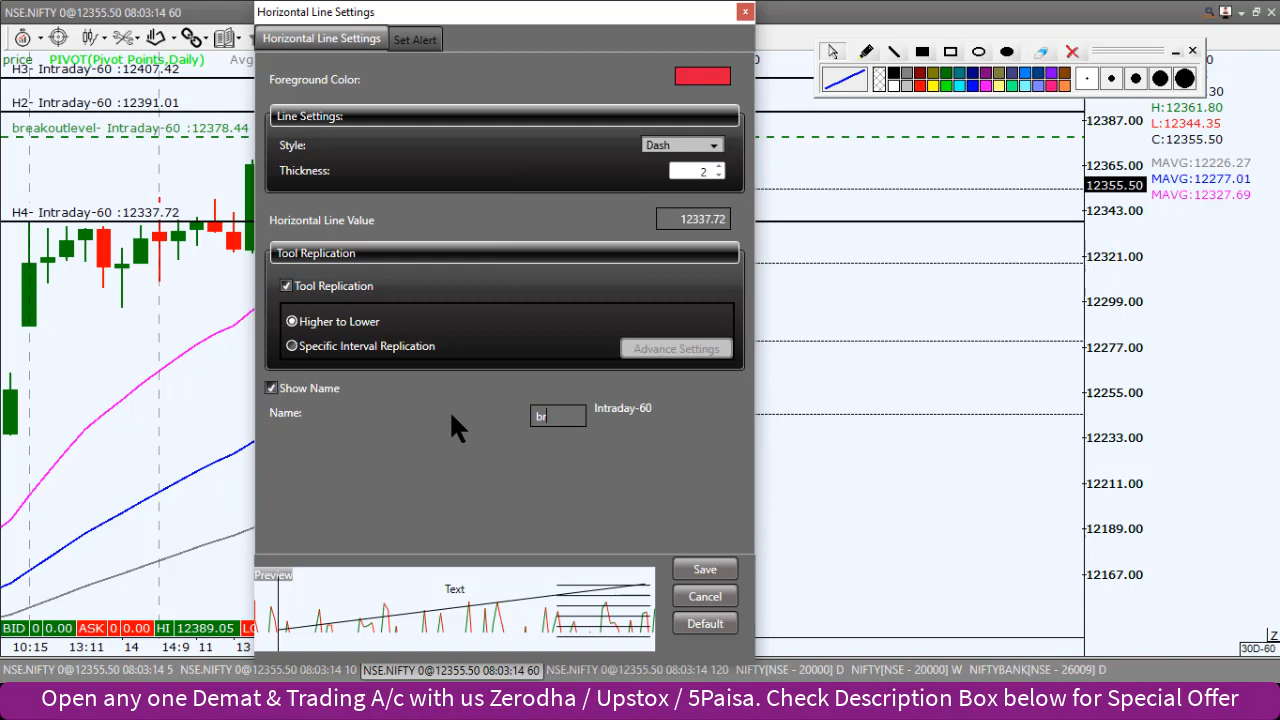 NSE.NIFTY 0@12355.50 08:03:14 60
Horizontal Line Settings
Horizontal Line Settings
Set Alert
price PIVOT(Pivot Points,Daily) Avg
H3- Intraday-60 :12407.42
H2- Intraday-60 :12391.01
breakoutlevel- Intraday-60 :12378.44
H4- Intraday-60 :12337.72
Foreground Color:
Line Settings:
Style:
Dash
Thickness:
2
Horizontal Line Value
12337.72
Tool Replication
Tool Replication
Higher to Lower
Specific Interval Replication
Advance Settings
Show Name
Name:
br
Intraday-60
Preview
Text
Save
Cancel
Default
H:12361.80
L:12344.35
C:12355.50
MAVG:12226.27
MAVG:12277.01
MAVG:12327.69
12387.00
12365.00
12355.50
12343.00
12321.00
12299.00
12277.00
12255.00
12233.00
12211.00
12189.00
12167.00
Z
30D-60
BID 0 0.00 ASK 0 0.00 HI 12389.05
10:15 13:11 14 14:9 11 13
NSE.NIFTY 0@12355.50 08:03:14 5 NSE.NIFTY 0@12355.50 08:03:14 10 NSE.NIFTY 0@12355.50 08:03:14 60 NSE.NIFTY 0@12355.50 08:03:14 120 NIFTY[NSE - 20000] D NIFTY[NSE - 20000] W NIFTYBANK[NSE - 26009] D
Open any one Demat & Trading A/c with us Zerodha / Upstox / 5Paisa. Check Description Box below for Special Offer